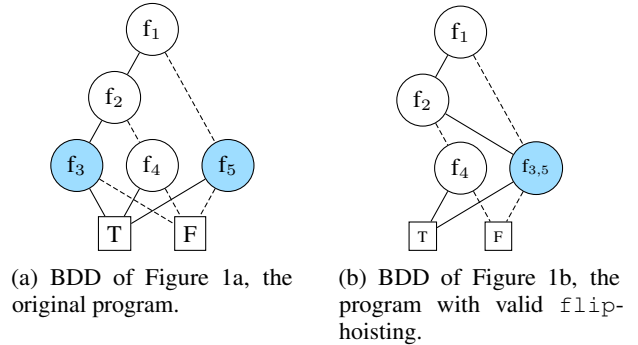 f₁
f₂
f₃ f₄ f₅
T F
(a) BDD of Figure 1a, the
original program.
f₁
f₂
f₄ f₃,₅
T F
(b) BDD of Figure 1b, the
program with valid flip-
hoisting.